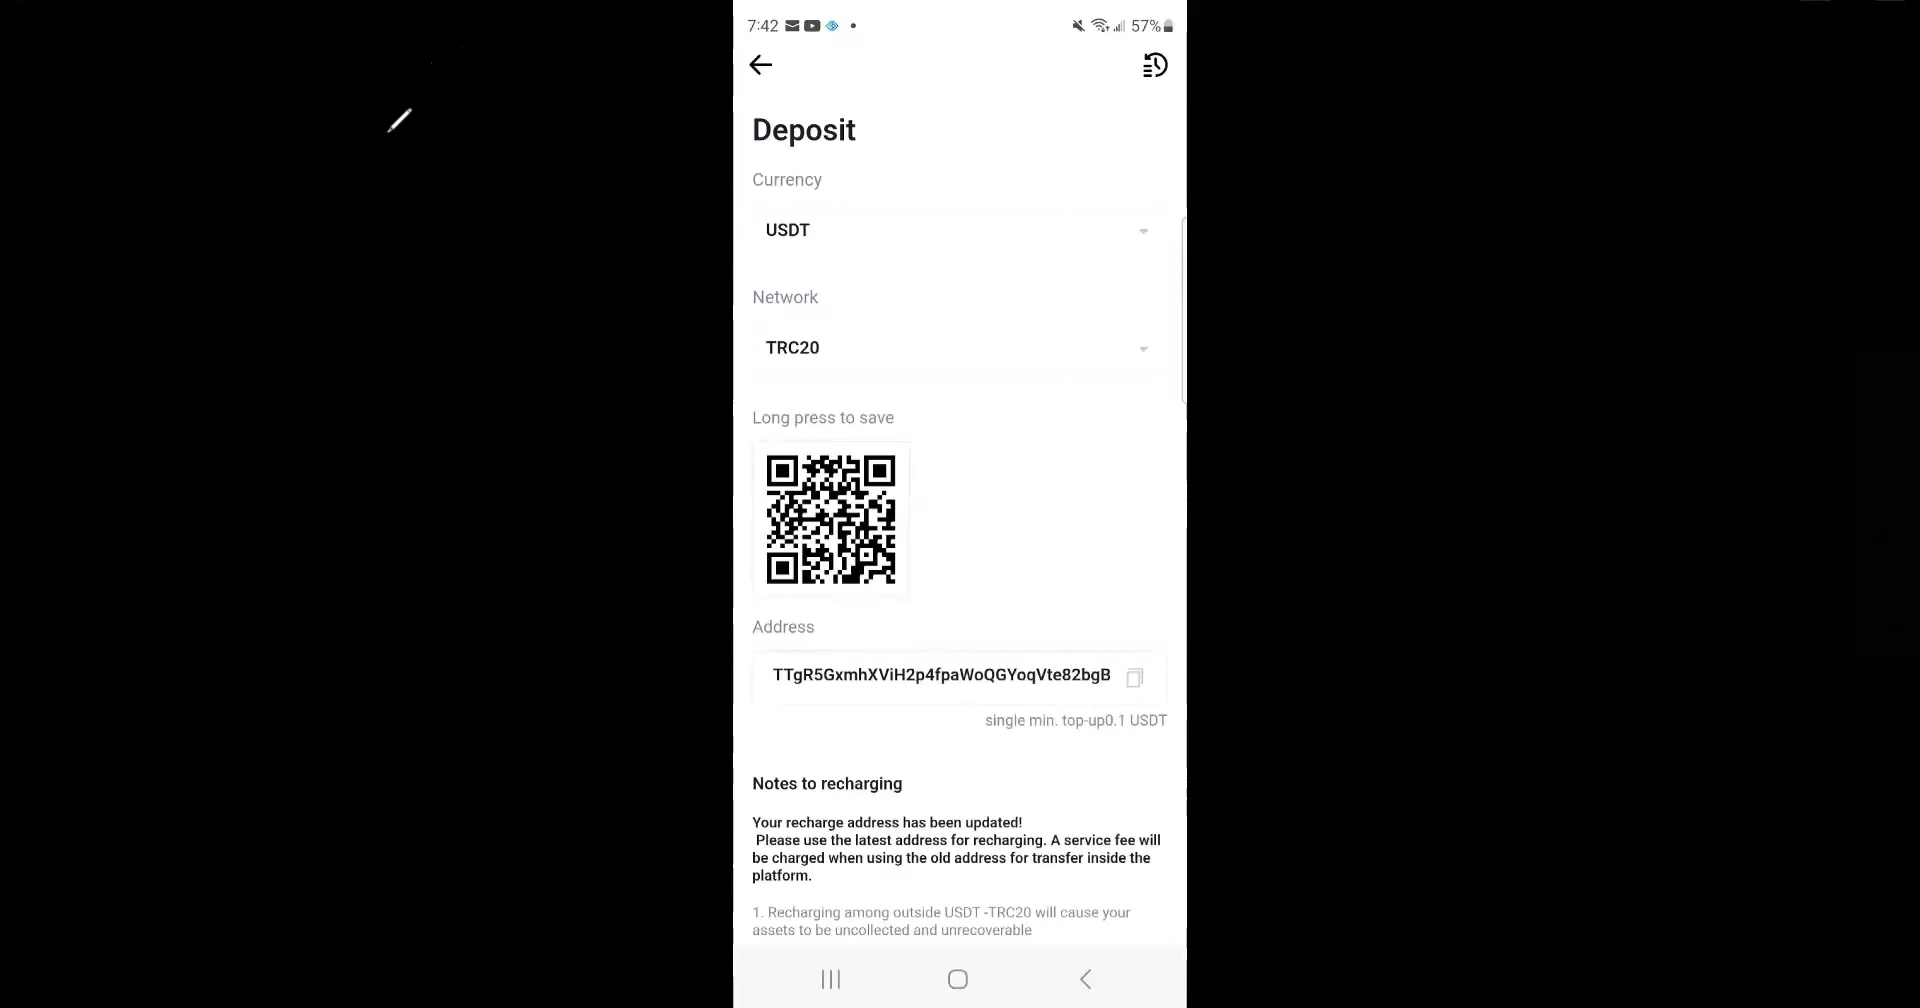 7:42
57%
Deposit
Currency
USDT
Network
TRC20
Long press to save
Address
TTgR5GxmhXViH2p4fpaWoQGYoqVte82bgB
single min. top-up0.1 USDT
Notes to recharging
Your recharge address has been updated!
Please use the latest address for recharging. A service fee will
be charged when using the old address for transfer inside the
platform.
1. Recharging among outside USDT -TRC20 will cause your
assets to be uncollected and unrecoverable